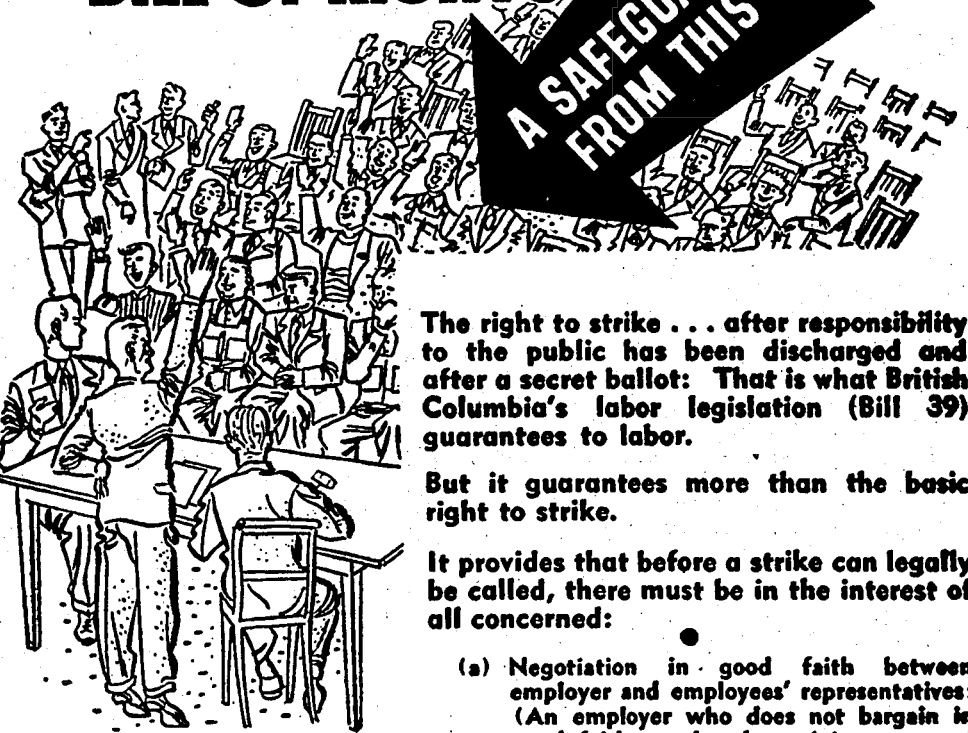 A SAFEGUA
FROM THIS
The right to strike . . . after responsibility
to the public has been discharged and
after a secret ballot: That is what British
Columbia's labor legislation (Bill 39)
guarantees to labor.
But it guarantees more than the basic
right to strike.
It provides that before a strike can legally
be called, there must be in the interest of
all concerned:
(a) Negotiation in good faith between
employer and employees' representatives:
(An employer who does not bargain in